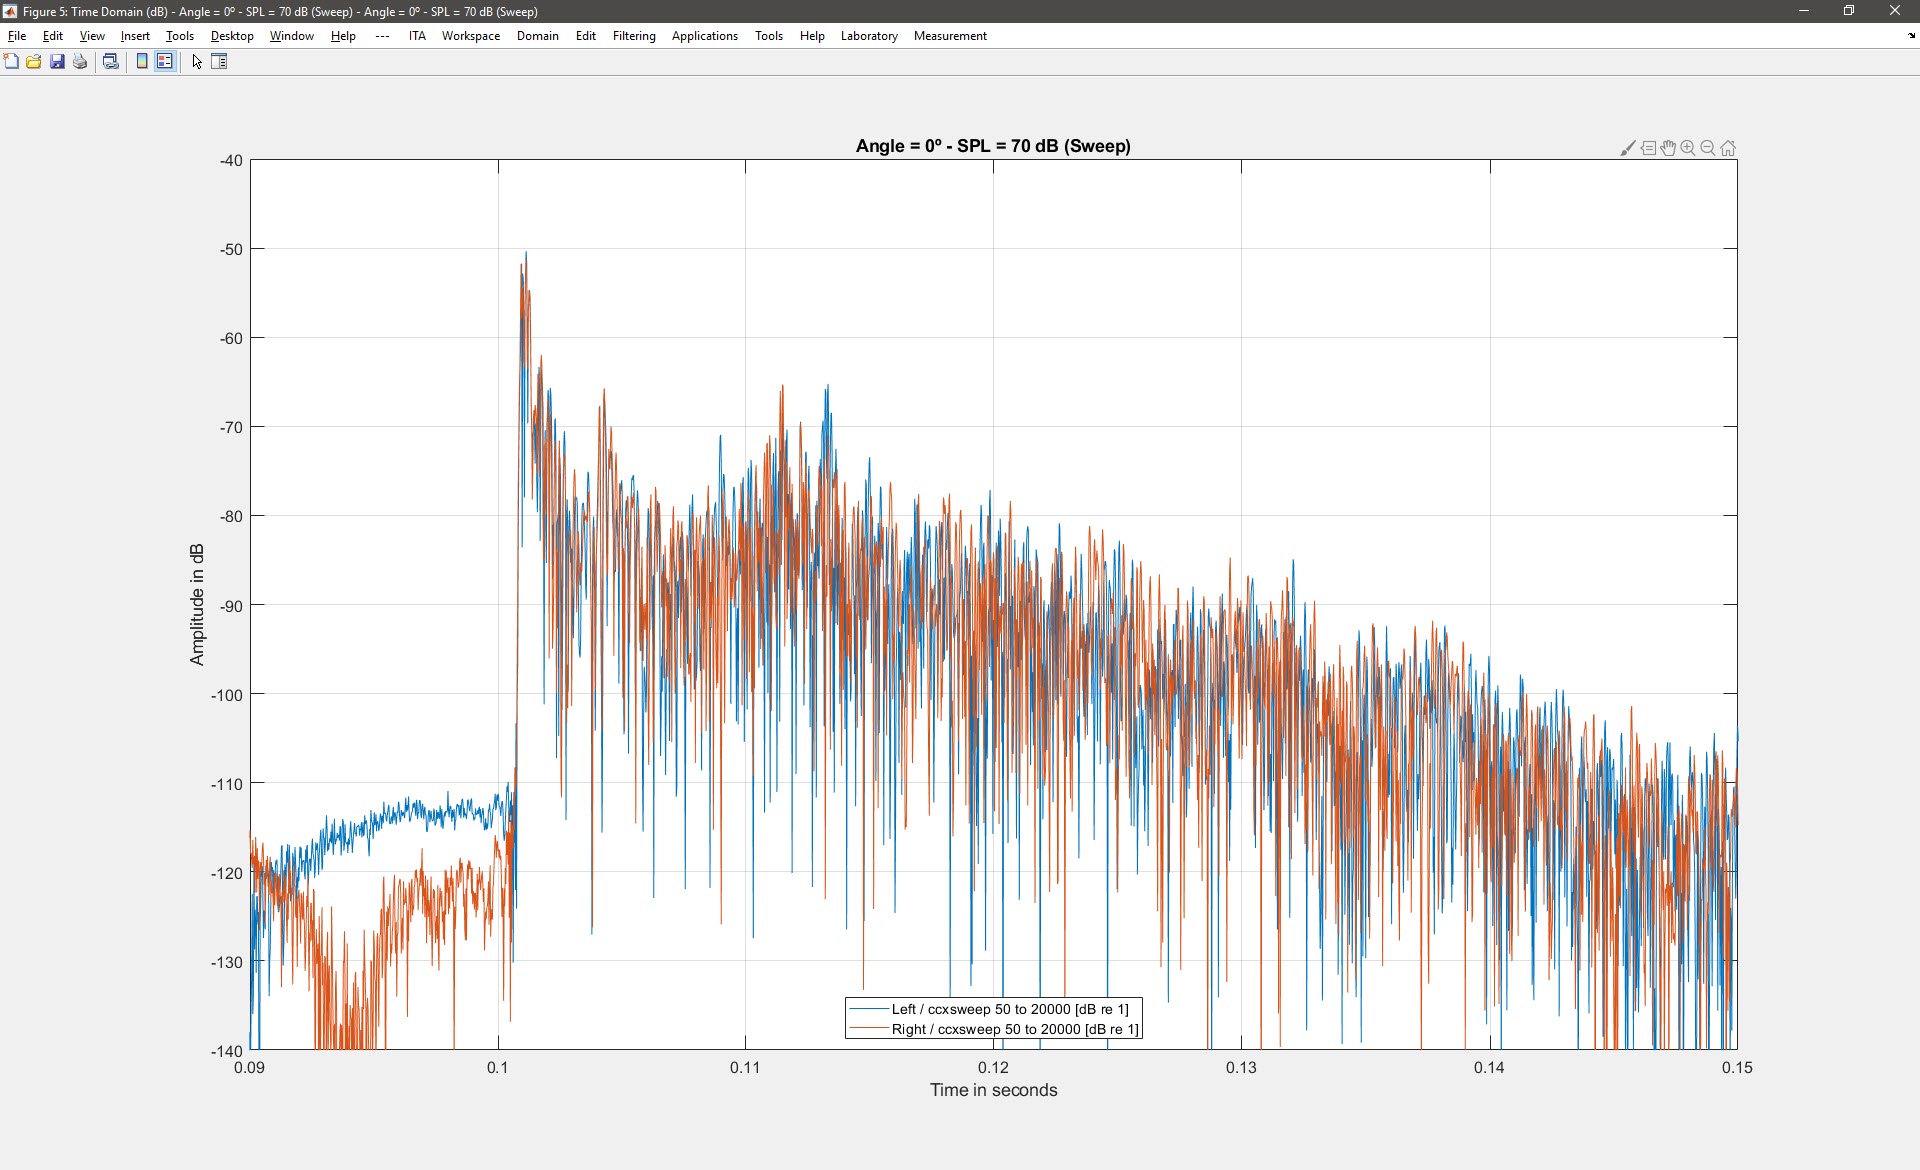 Figure 5: Time Domain (dB) - Angle = 0º - SPL = 70 dB (Sweep) - Angle = 0º - SPL = 70 dB (Sweep)
File Edit View Insert Tools Desktop Window Help --- ITA Workspace Domain Edit Filtering Applications Tools Help Laboratory Measurement
Angle = 0º - SPL = 70 dB (Sweep)
-40
-50
-60
-70
-80
-90
-100
-110
-120
-130
-140
Amplitude in dB
Left / ccxsweep 50 to 20000 [dB re 1]
Right / ccxsweep 50 to 20000 [dB re 1]
0.09 0.1 0.11 0.12 0.13 0.14 0.15
Time in seconds